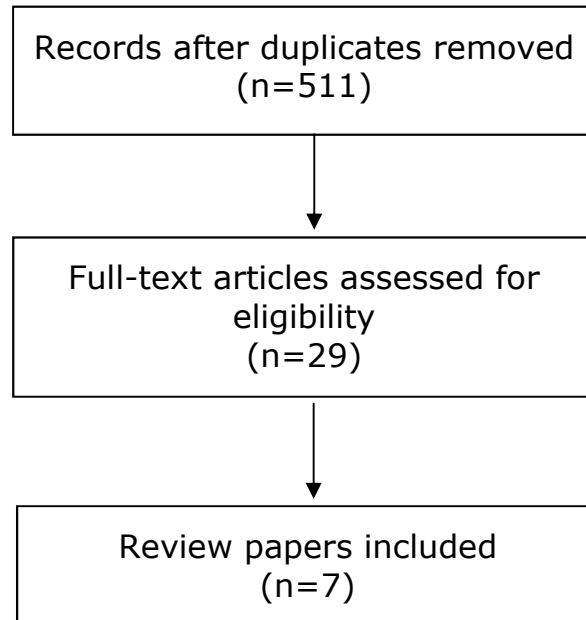 Records after duplicates removed
(n=511)
Full-text articles assessed for
eligibility
(n=29)
Review papers included
(n=7)